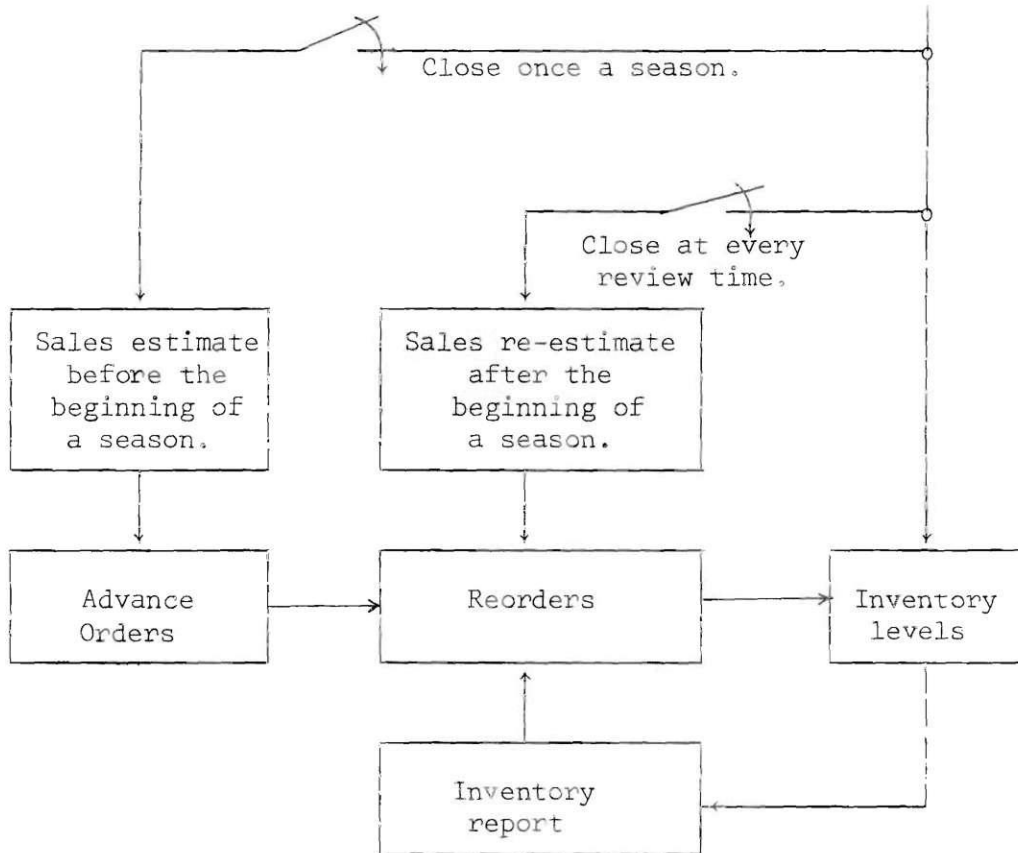 Close once a season.
Close at every
review time.
Sales estimate
before the
beginning of
a season.
Sales re-estimate
after the
beginning of
a season.
Advance
Orders
Reorders
Inventory
levels
Inventory
report